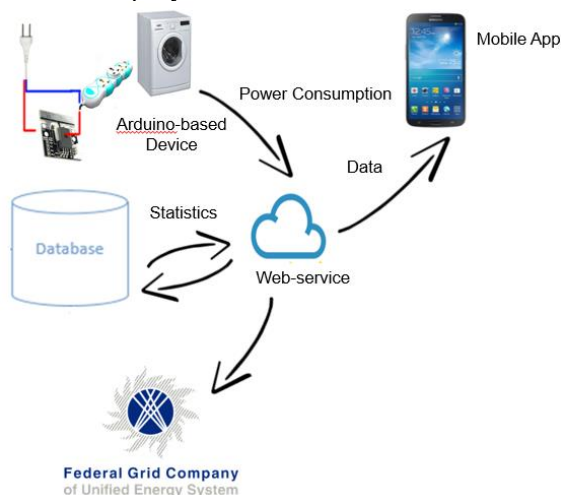 Mobile App
Power Consumption
Arduino-based
Device
Data
Statistics
Database
Web-service
Federal Grid Company
of Unified Energy System